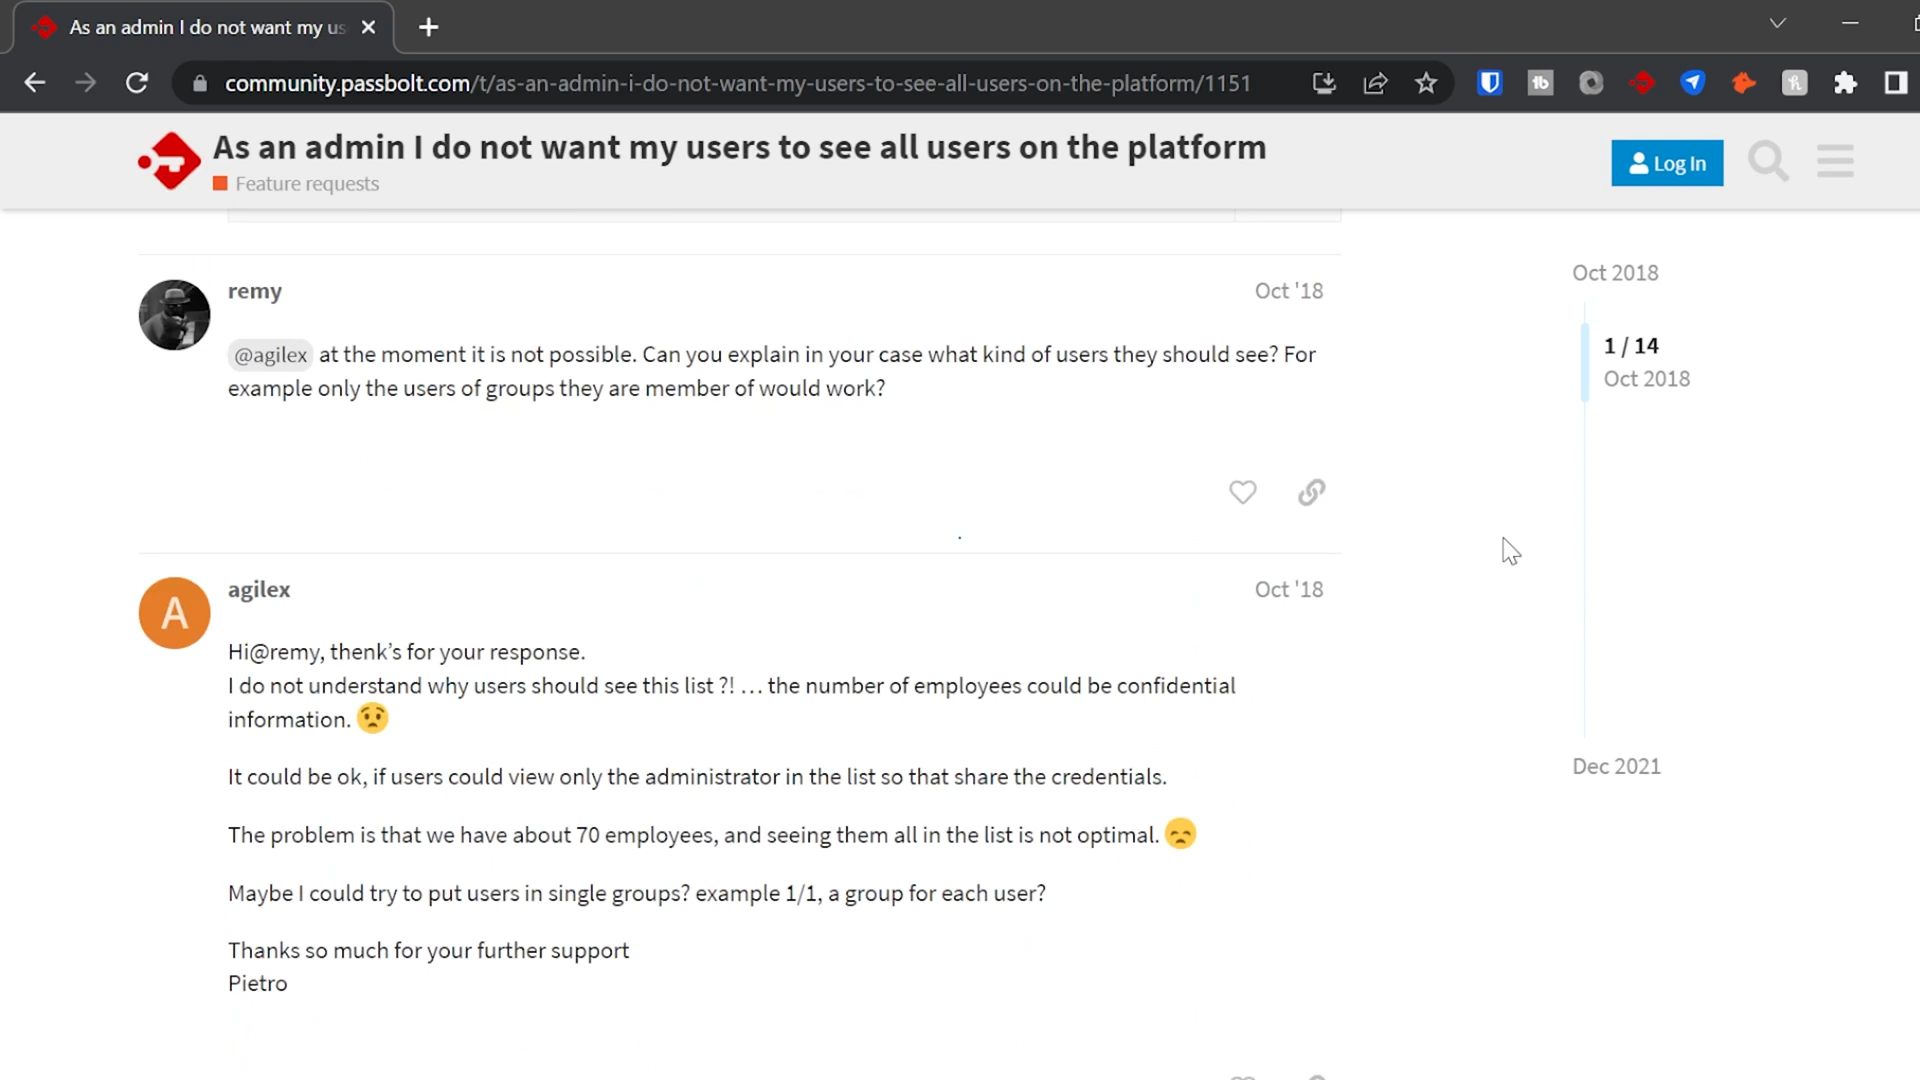 As an admin I do not want my us
community.passbolt.com/t/as-an-admin-i-do-not-want-my-users-to-see-all-users-on-the-platform/1151
As an admin I do not want my users to see all users on the platform
Feature requests
Log In
remy
Oct '18
@agilex at the moment it is not possible. Can you explain in your case what kind of users they should see? For
example only the users of groups they are member of would work?
Oct 2018
1 / 14
Oct 2018
Dec 2021
A
agilex
Oct '18
Hi@remy, thenk’s for your response.
I do not understand why users should see this list ?! … the number of employees could be confidential
information. 😟
It could be ok, if users could view only the administrator in the list so that share the credentials.
The problem is that we have about 70 employees, and seeing them all in the list is not optimal. 😞
Maybe I could try to put users in single groups? example 1/1, a group for each user?
Thanks so much for your further support
Pietro